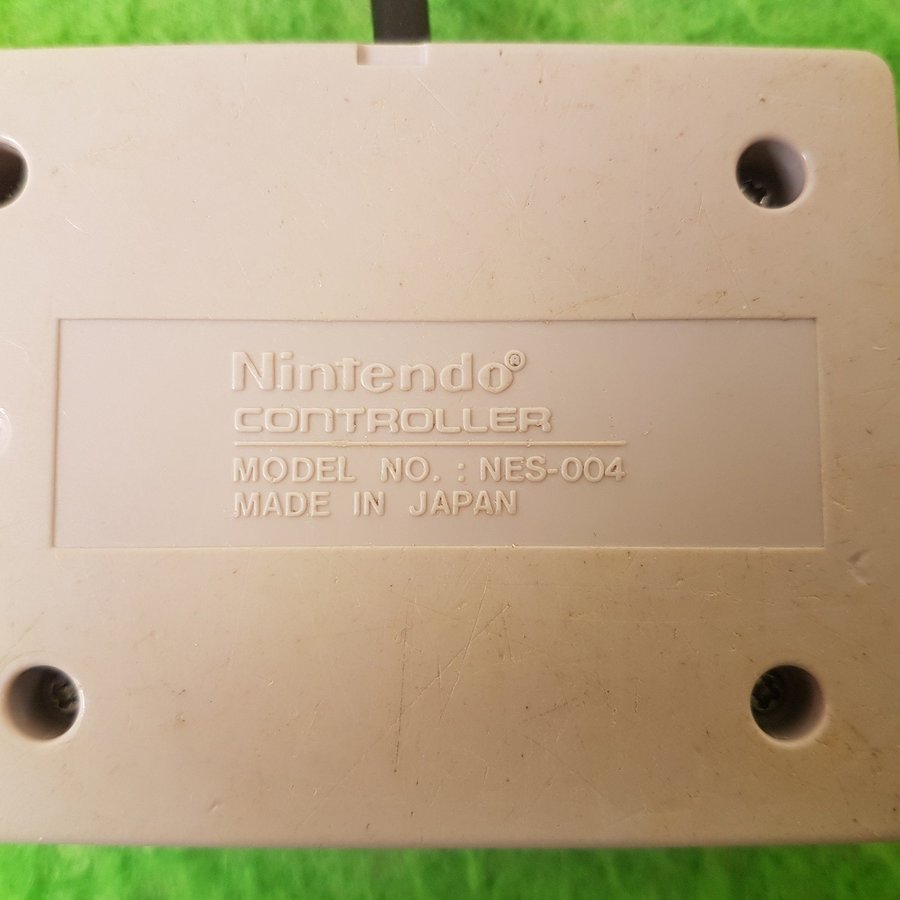 Nintendo®
CONTROLLER
MODEL NO. : NES-004
MADE IN JAPAN